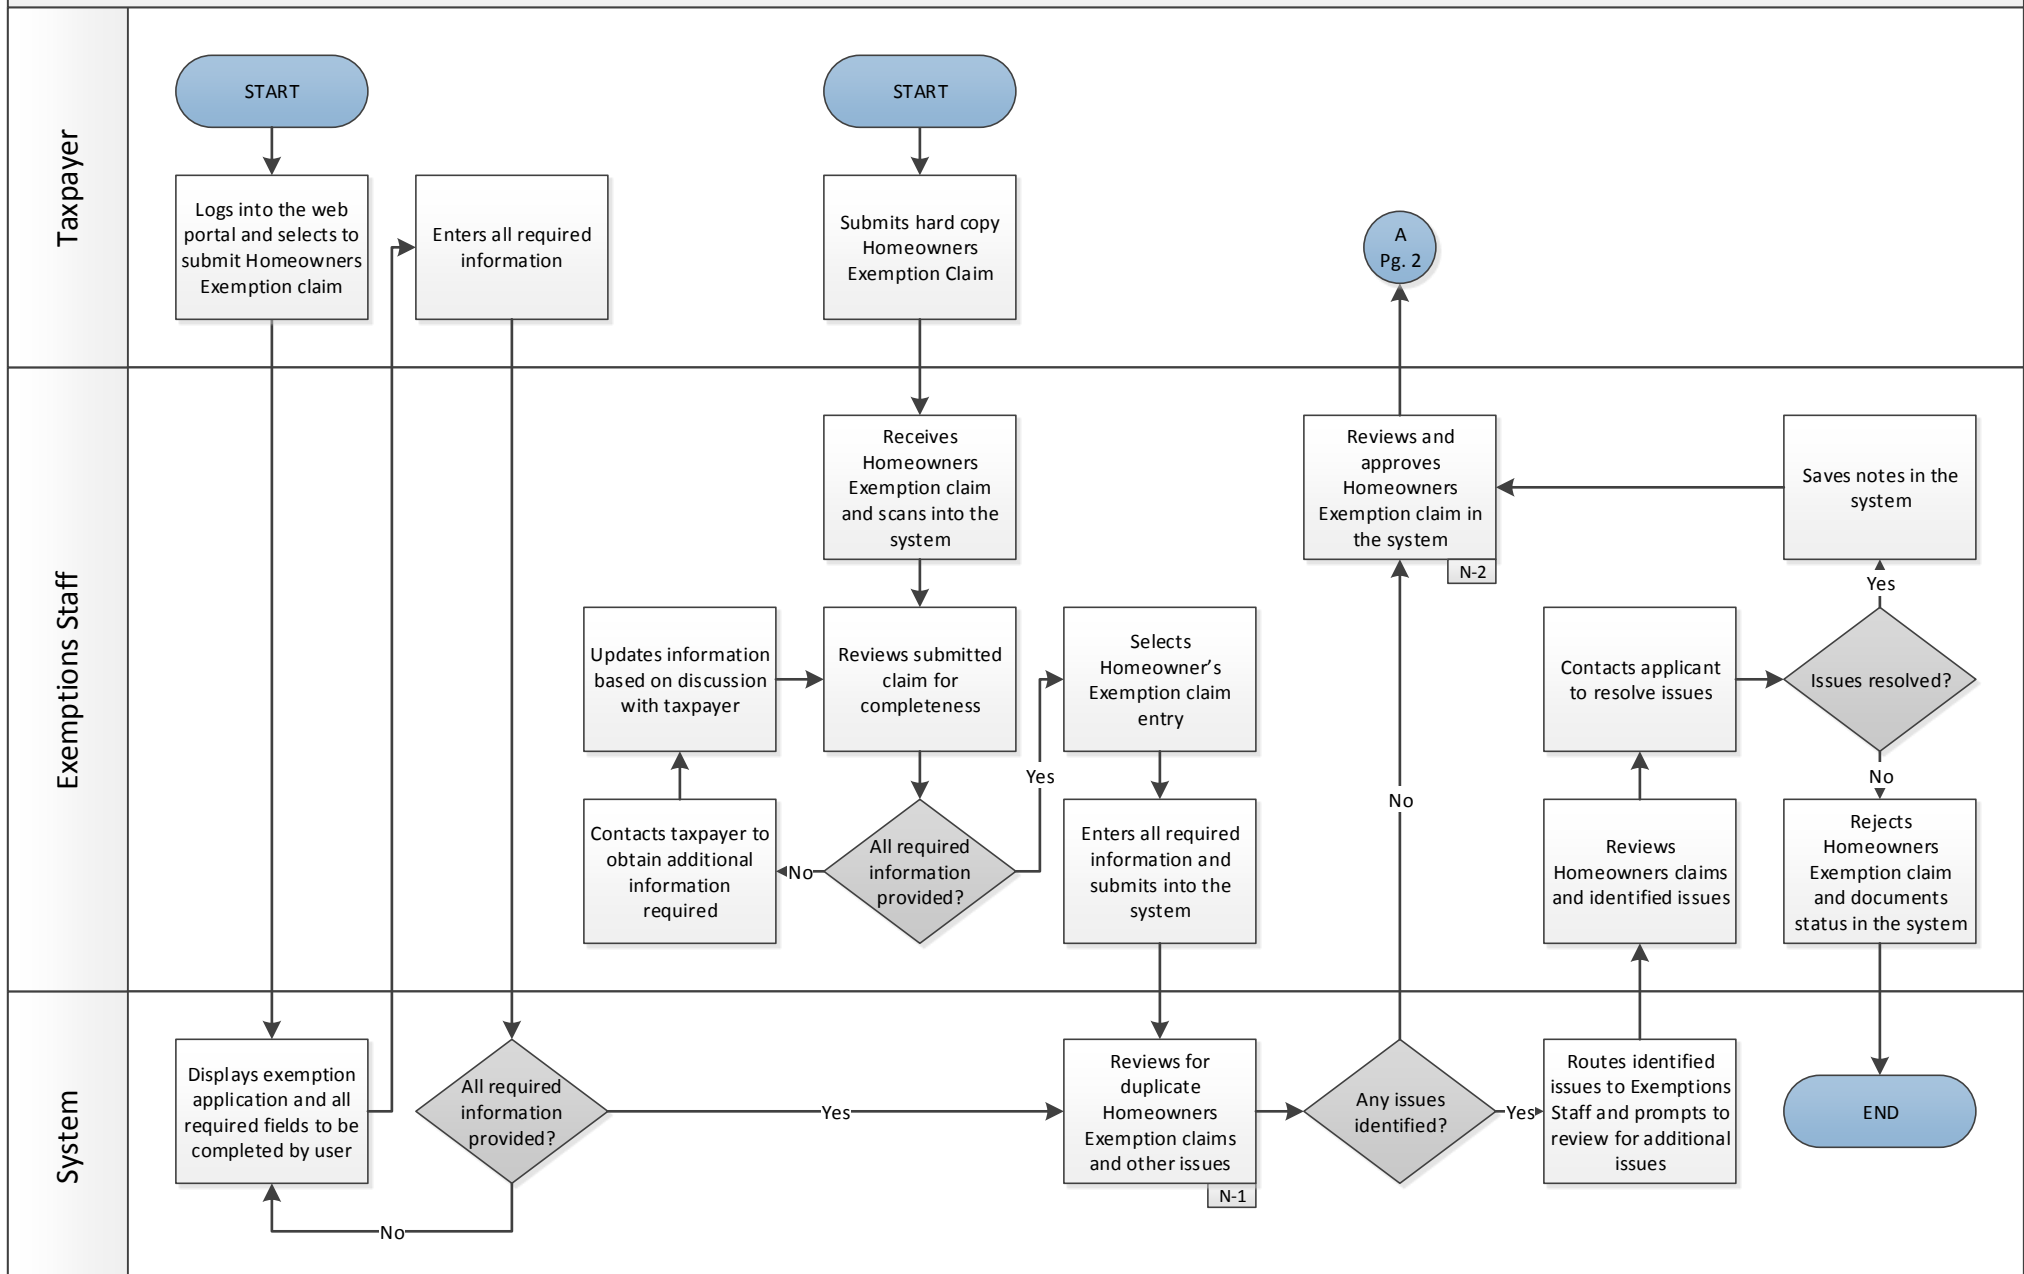 Taxpayer
START
START
Logs into the web
portal and selects to
submit Homeowners
Exemption claim
Enters all required
information
Submits hard copy
Homeowners
Exemption Claim
A
Pg. 2
Exemptions Staff
Receives
Homeowners
Exemption claim
and scans into the
system
Reviews and
approves
Homeowners
Exemption claim in
the system
N-2
Saves notes in the
system
Yes
Updates information
based on discussion
with taxpayer
Reviews submitted
claim for
completeness
Selects
Homeowner’s
Exemption claim
entry
Contacts applicant
to resolve issues
Issues resolved?
Yes
No
No
Contacts taxpayer to
obtain additional
information
required
No
All required
information
provided?
Enters all required
information and
submits into the
system
Reviews
Homeowners claims
and identified issues
Rejects
Homeowners
Exemption claim
and documents
status in the system
System
Displays exemption
application and all
required fields to be
completed by user
All required
information
provided?
Yes
Reviews for
duplicate
Homeowners
Exemption claims
and other issues
N-1
Any issues
identified?
Yes
Routes identified
issues to Exemptions
Staff and prompts to
review for additional
issues
END
No